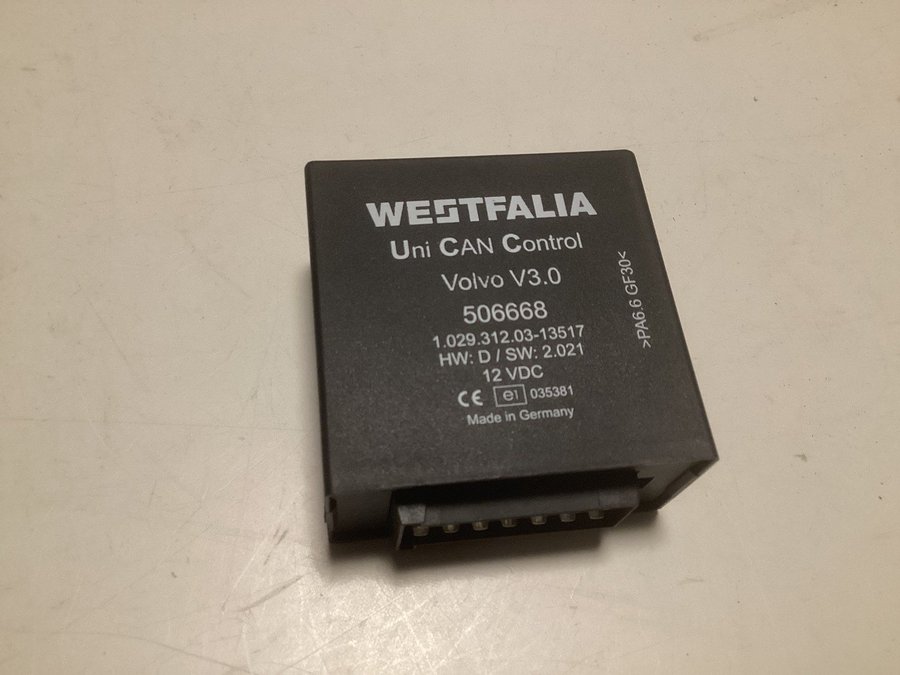 WESTFALIA
Uni CAN Control
Volvo V3.0
506668
1.029.312.03-13517
HW: D / SW: 2.021
12 VDC
CE e1 035381
Made in Germany
>PA6.6 GF30<